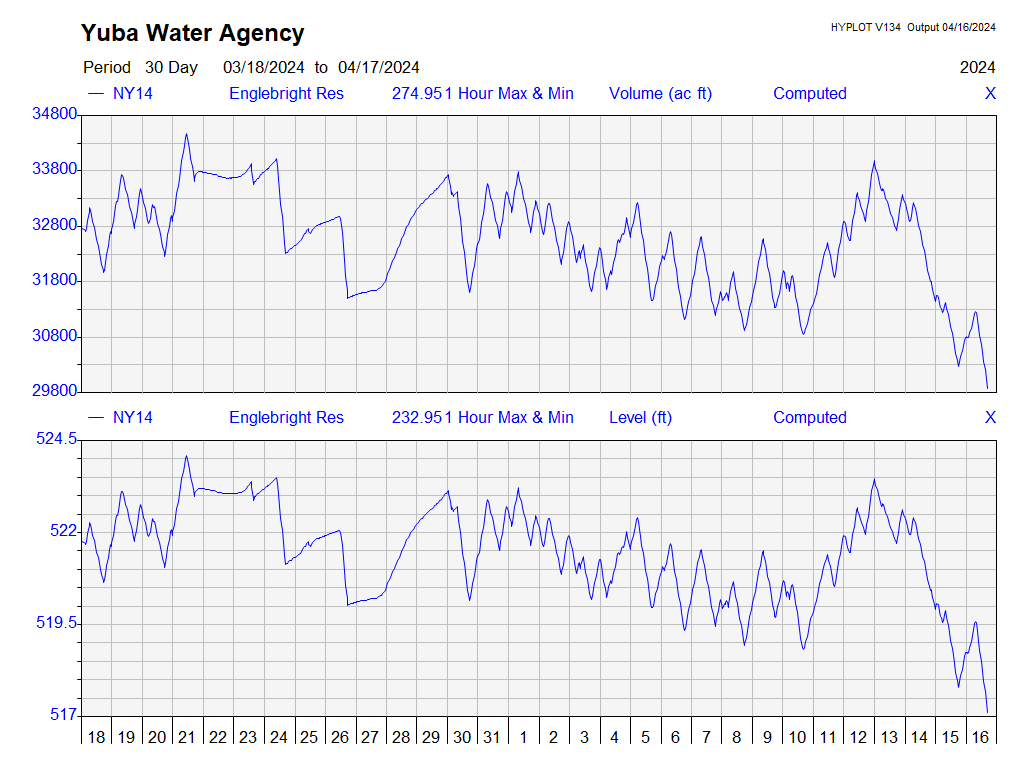 Yuba Water Agency
HYPLOT V134 Output 04/16/2024
Period 30 Day 03/18/2024 to 04/17/2024
2024
NY14 Englebright Res 274.951 Hour Max & Min Volume (ac ft) Computed X
34800
33800
32800
31800
30800
29800
NY14 Englebright Res 232.951 Hour Max & Min Level (ft) Computed X
524.5
522
519.5
517
18 19 20 21 22 23 24 25 26 27 28 29 30 31 1 2 3 4 5 6 7 8 9 10 11 12 13 14 15 16